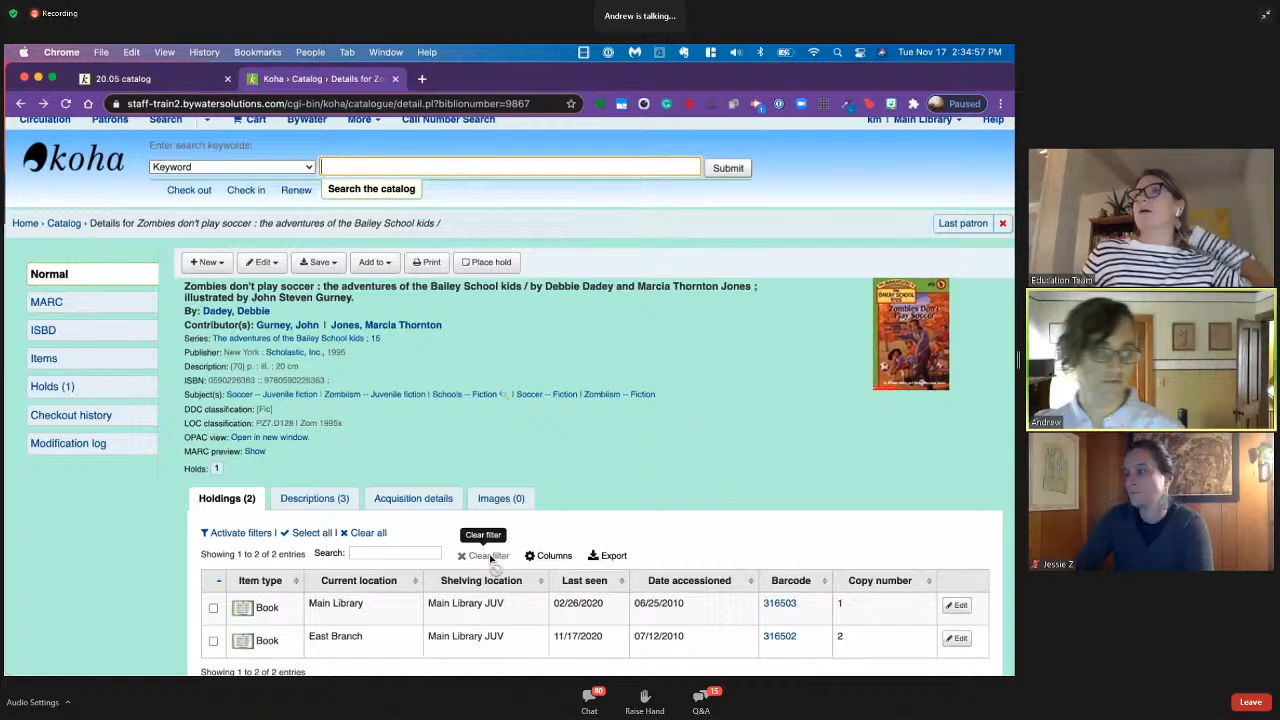 Recording
Andrew is talking...
Chrome File Edit View History Bookmarks People Tab Window Help
Tue Nov 17 2:34:57 PM
20.05 catalog
Koha › Catalog › Details for Zo
staff-train2.bywatersolutions.com/cgi-bin/koha/catalogue/detail.pl?biblionumber=9867
Paused
Circulation Patrons Search Cart ByWater More Call Number Search km | Main Library Help
koha
Enter search keywords:
Keyword
Submit
Check out Check in Renew Search the catalog
Home › Catalog › Details for Zombies don't play soccer : the adventures of the Bailey School kids /
Last patron
Normal
MARC
ISBD
Items
Holds (1)
Checkout history
Modification log
+ New Edit Save Add to Print Place hold
Zombies don't play soccer : the adventures of the Bailey School kids / by Debbie Dadey and Marcia Thornton Jones ;
illustrated by John Steven Gurney.
By: Dadey, Debbie
Contributor(s): Gurney, John | Jones, Marcia Thornton
Series: The adventures of the Bailey School kids ; 15
Publisher: New York : Scholastic, Inc., 1995
Description: [70] p. : ill. ; 20 cm
ISBN: 0590226363 :; 9780590226363 :
Subject(s): Soccer -- Juvenile fiction | Zombiism -- Juvenile fiction | Schools -- Fiction | Soccer -- Fiction | Zombiism -- Fiction
DDC classification: [Fic]
LOC classification: PZ7.D128 | Zom 1995x
OPAC view: Open in new window.
MARC preview: Show
Holds: 1
BAILEY SCHOOL
KIDS
Zombies Don't
Play Soccer
Holdings (2) Descriptions (3) Acquisition details Images (0)
Activate filters | Select all | Clear all
Clear filter
Showing 1 to 2 of 2 entries Search: Clear filter Columns Export
Item type Current location Shelving location Last seen Date accessioned Barcode Copy number
Book Main Library Main Library JUV 02/26/2020 06/25/2010 316503 1 Edit
Book East Branch Main Library JUV 11/17/2020 07/12/2010 316502 2 Edit
Showing 1 to 2 of 2 entries
Education Team
Andrew
Jessie Z
Audio Settings
80
Chat
Raise Hand
15
Q&A
Leave